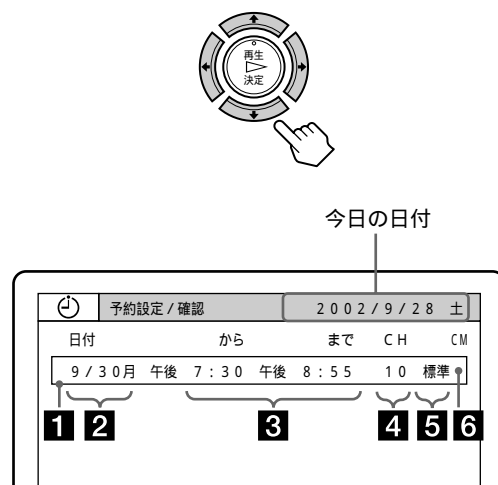 再生
決定
今日の日付
予約設定/確認 2002/9/28 土
日付 から まで CH CM
9/30月 午後 7:30 午後 8:55 10 標準
1 2 3 4 5 6